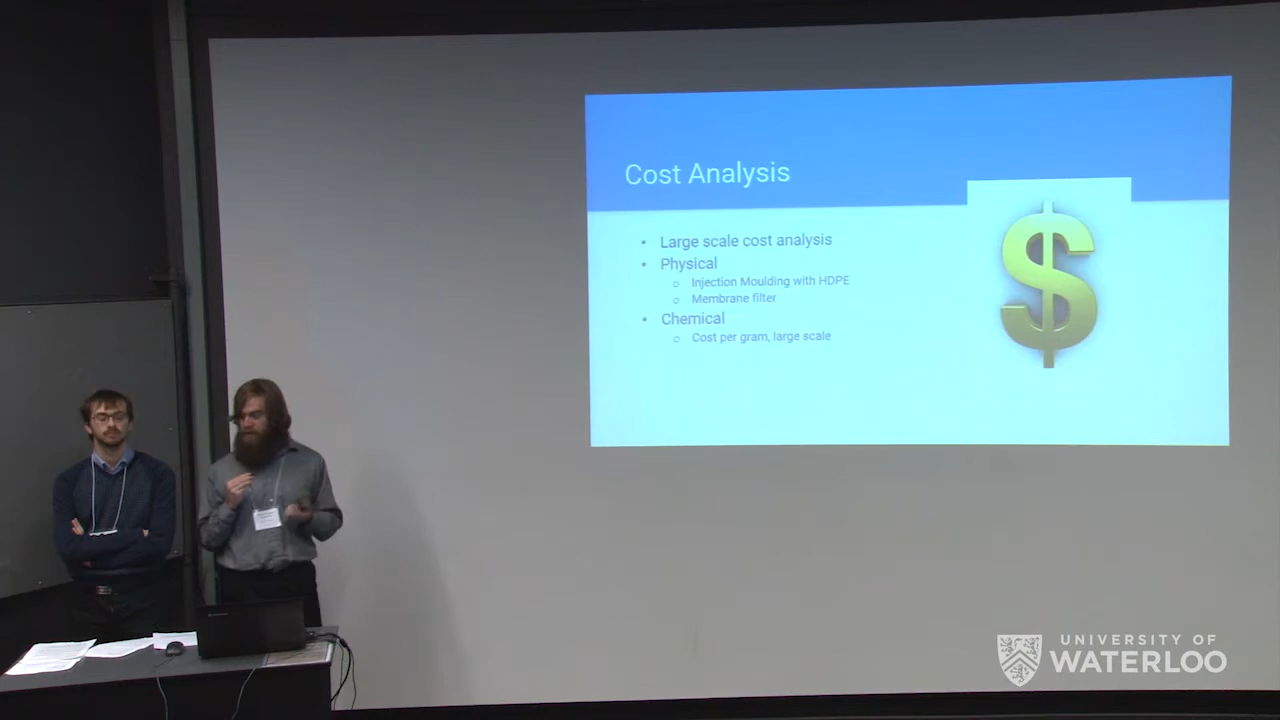 Cost Analysis
• Large scale cost analysis
• Physical
○ Injection Moulding with HDPE
○ Membrane filter
• Chemical
○ Cost per gram, large scale
$
UNIVERSITY OF
WATERLOO